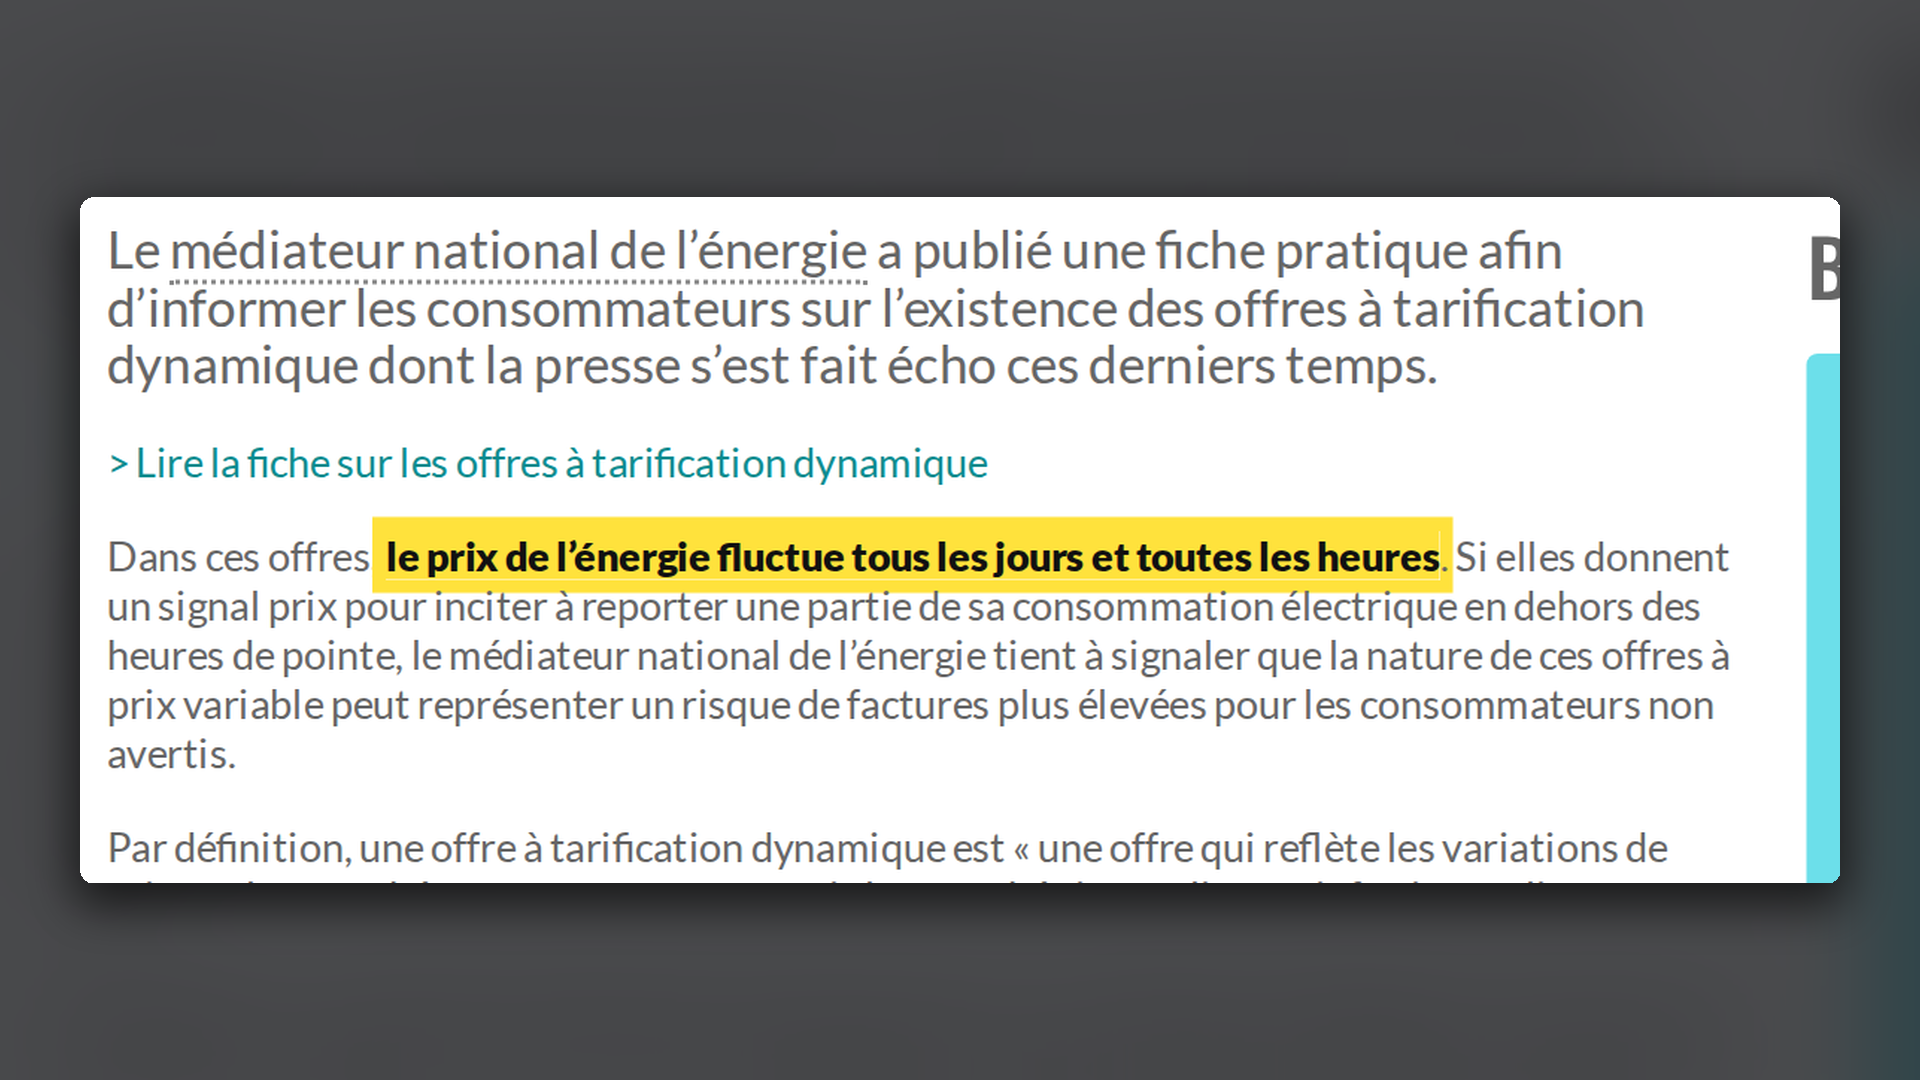 Le médiateur national de l’énergie a publié une fiche pratique afin
d’informer les consommateurs sur l’existence des offres à tarification
dynamique dont la presse s’est fait écho ces derniers temps.
> Lire la fiche sur les offres à tarification dynamique
Dans ces offres le prix de l’énergie fluctue tous les jours et toutes les heures. Si elles donnent
un signal prix pour inciter à reporter une partie de sa consommation électrique en dehors des
heures de pointe, le médiateur national de l’énergie tient à signaler que la nature de ces offres à
prix variable peut représenter un risque de factures plus élevées pour les consommateurs non
avertis.
Par définition, une offre à tarification dynamique est « une offre qui reflète les variations de